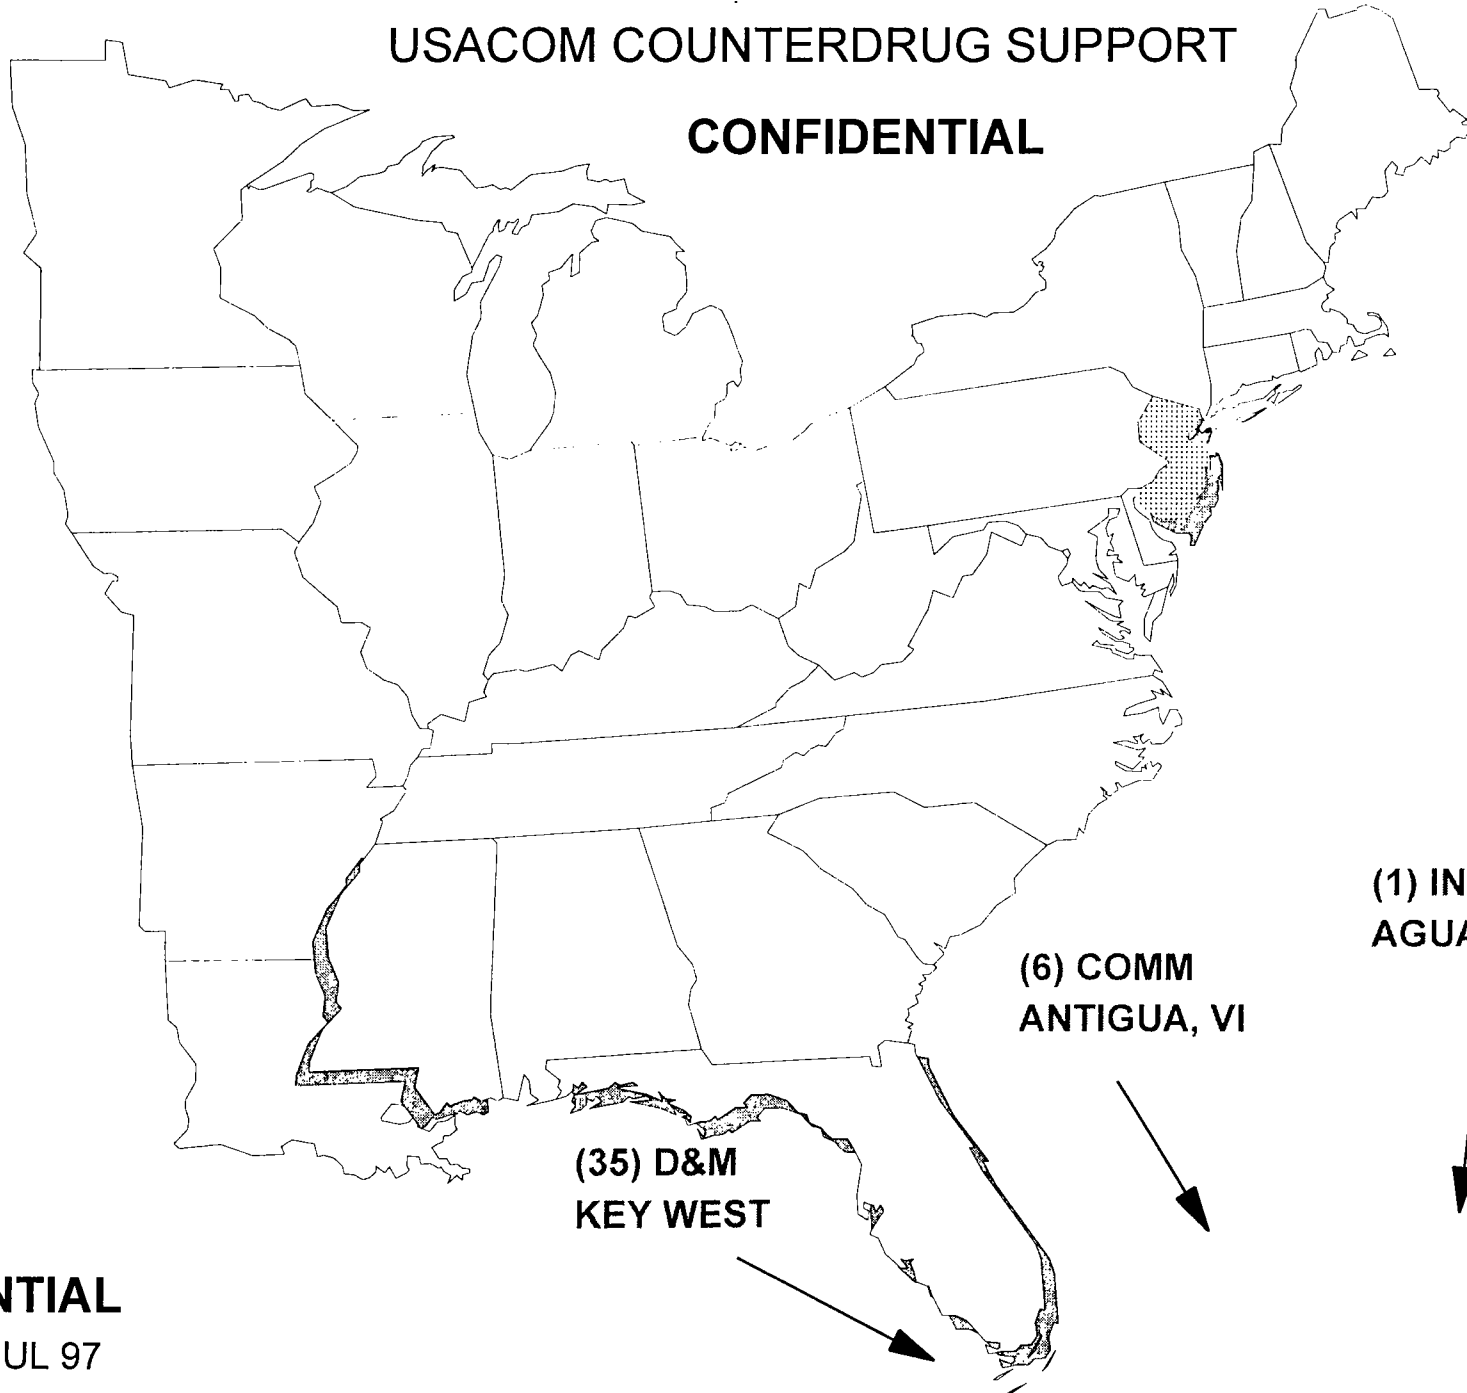 USACOM COUNTERDRUG SUPPORT
CONFIDENTIAL
(1) IN
AGUA
(6) COMM
ANTIGUA, VI
(35) D&M
KEY WEST
NTIAL
UL 97